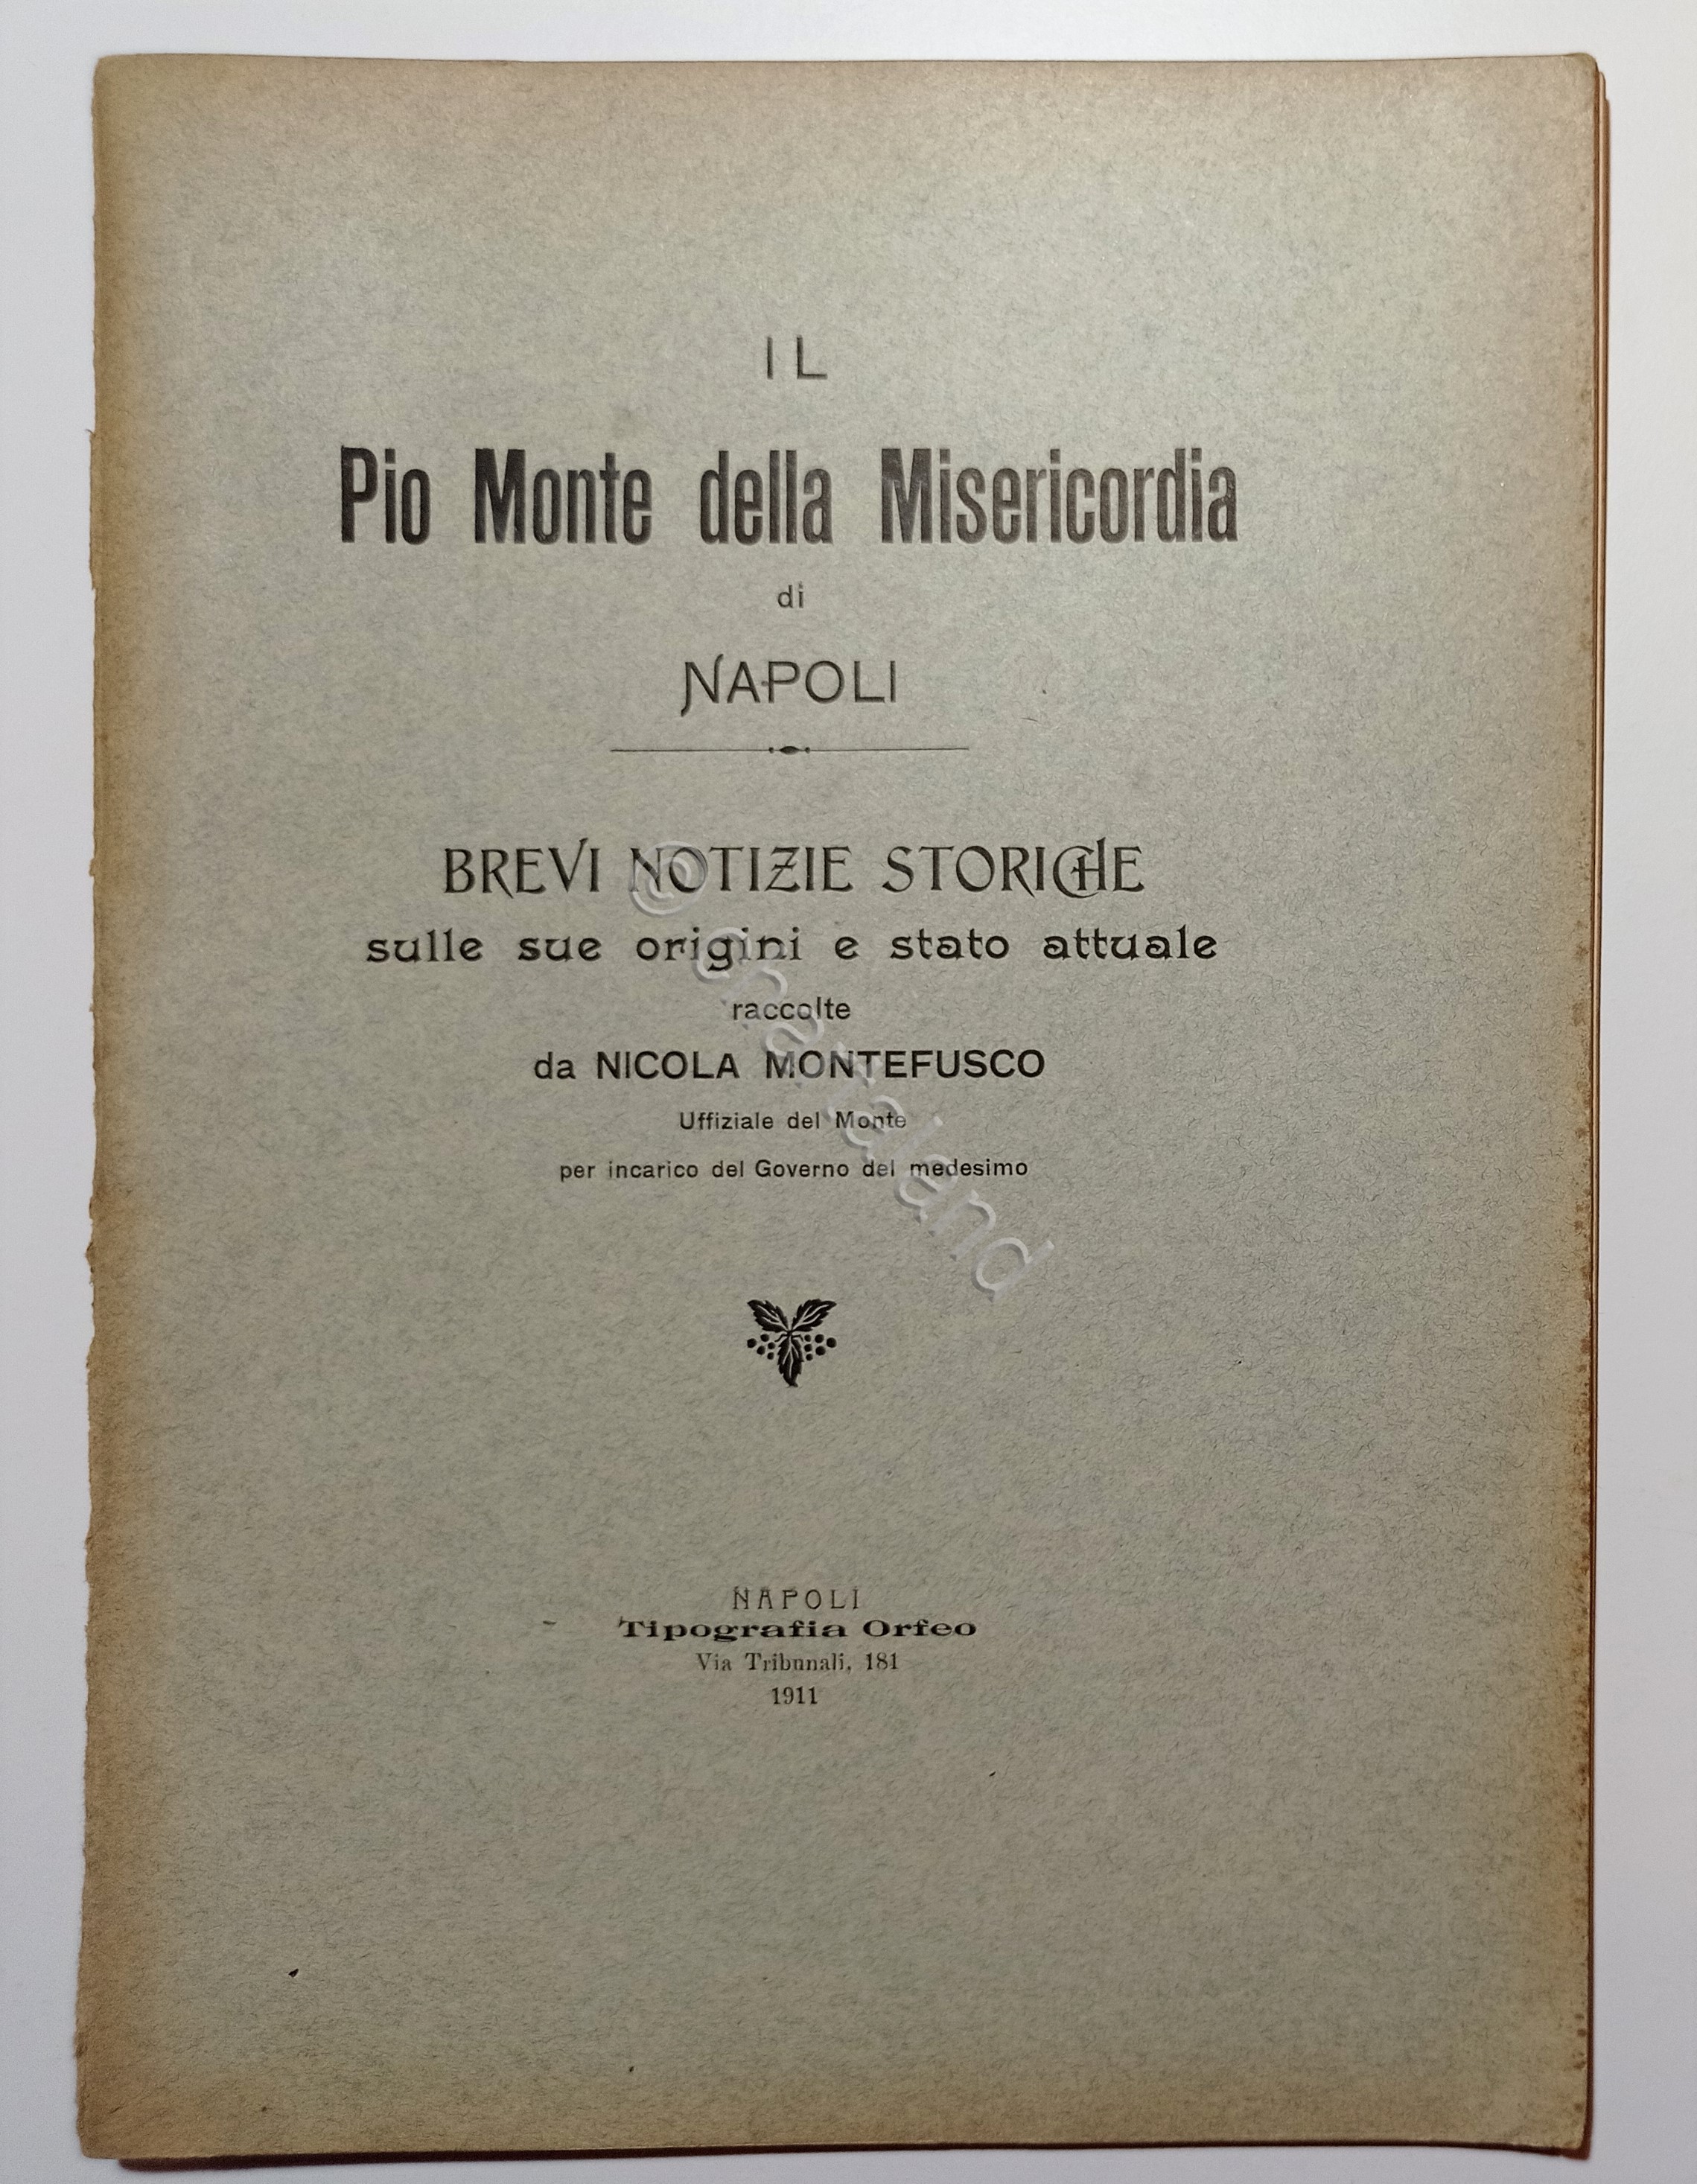 IL
Pio Monte della Misericordia
di
NAPOLI
BREVI NOTIZIE STORICHE
sulle sue origini e stato attuale
raccolte
da NICOLA MONTEFUSCO
Uffiziale del Monte
per incarico del Governo del medesimo
© onlraland
NAPOLI
Tipografia Orfeo
Via Tribunali, 181
1911